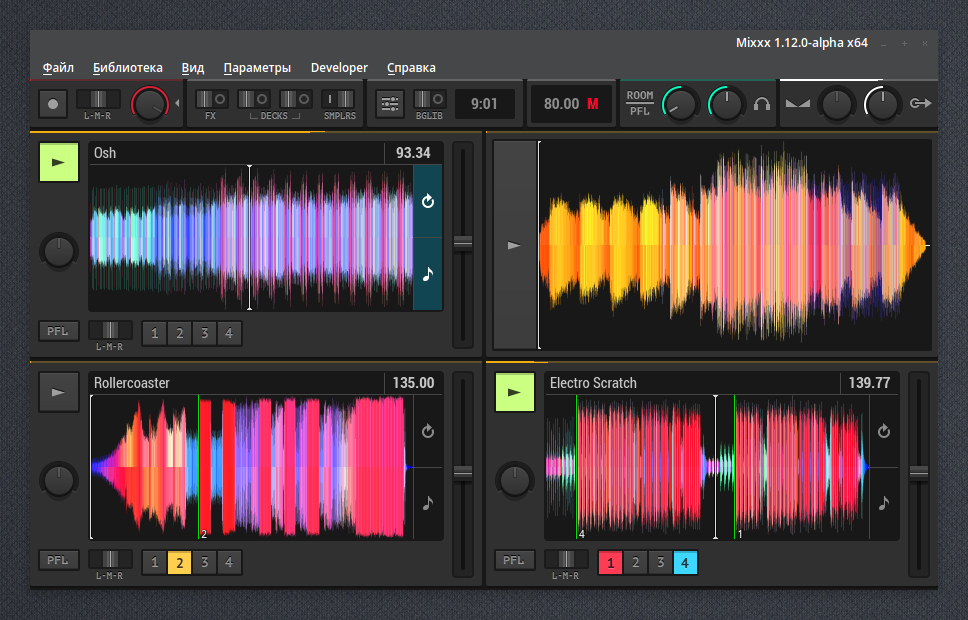 Mixxx 1.12.0-alpha x64
Файл Библиотека Вид Параметры Developer Справка
L-M-R FX DECKS SMPLRS BGLIB 9:01 80.00 M ROOM
PFL
Osh 93.34
PFL L-M-R 1 2 3 4
Rollercoaster 135.00
2
PFL L-M-R 1 2 3 4
Electro Scratch 139.77
4 1
PFL L-M-R 1 2 3 4